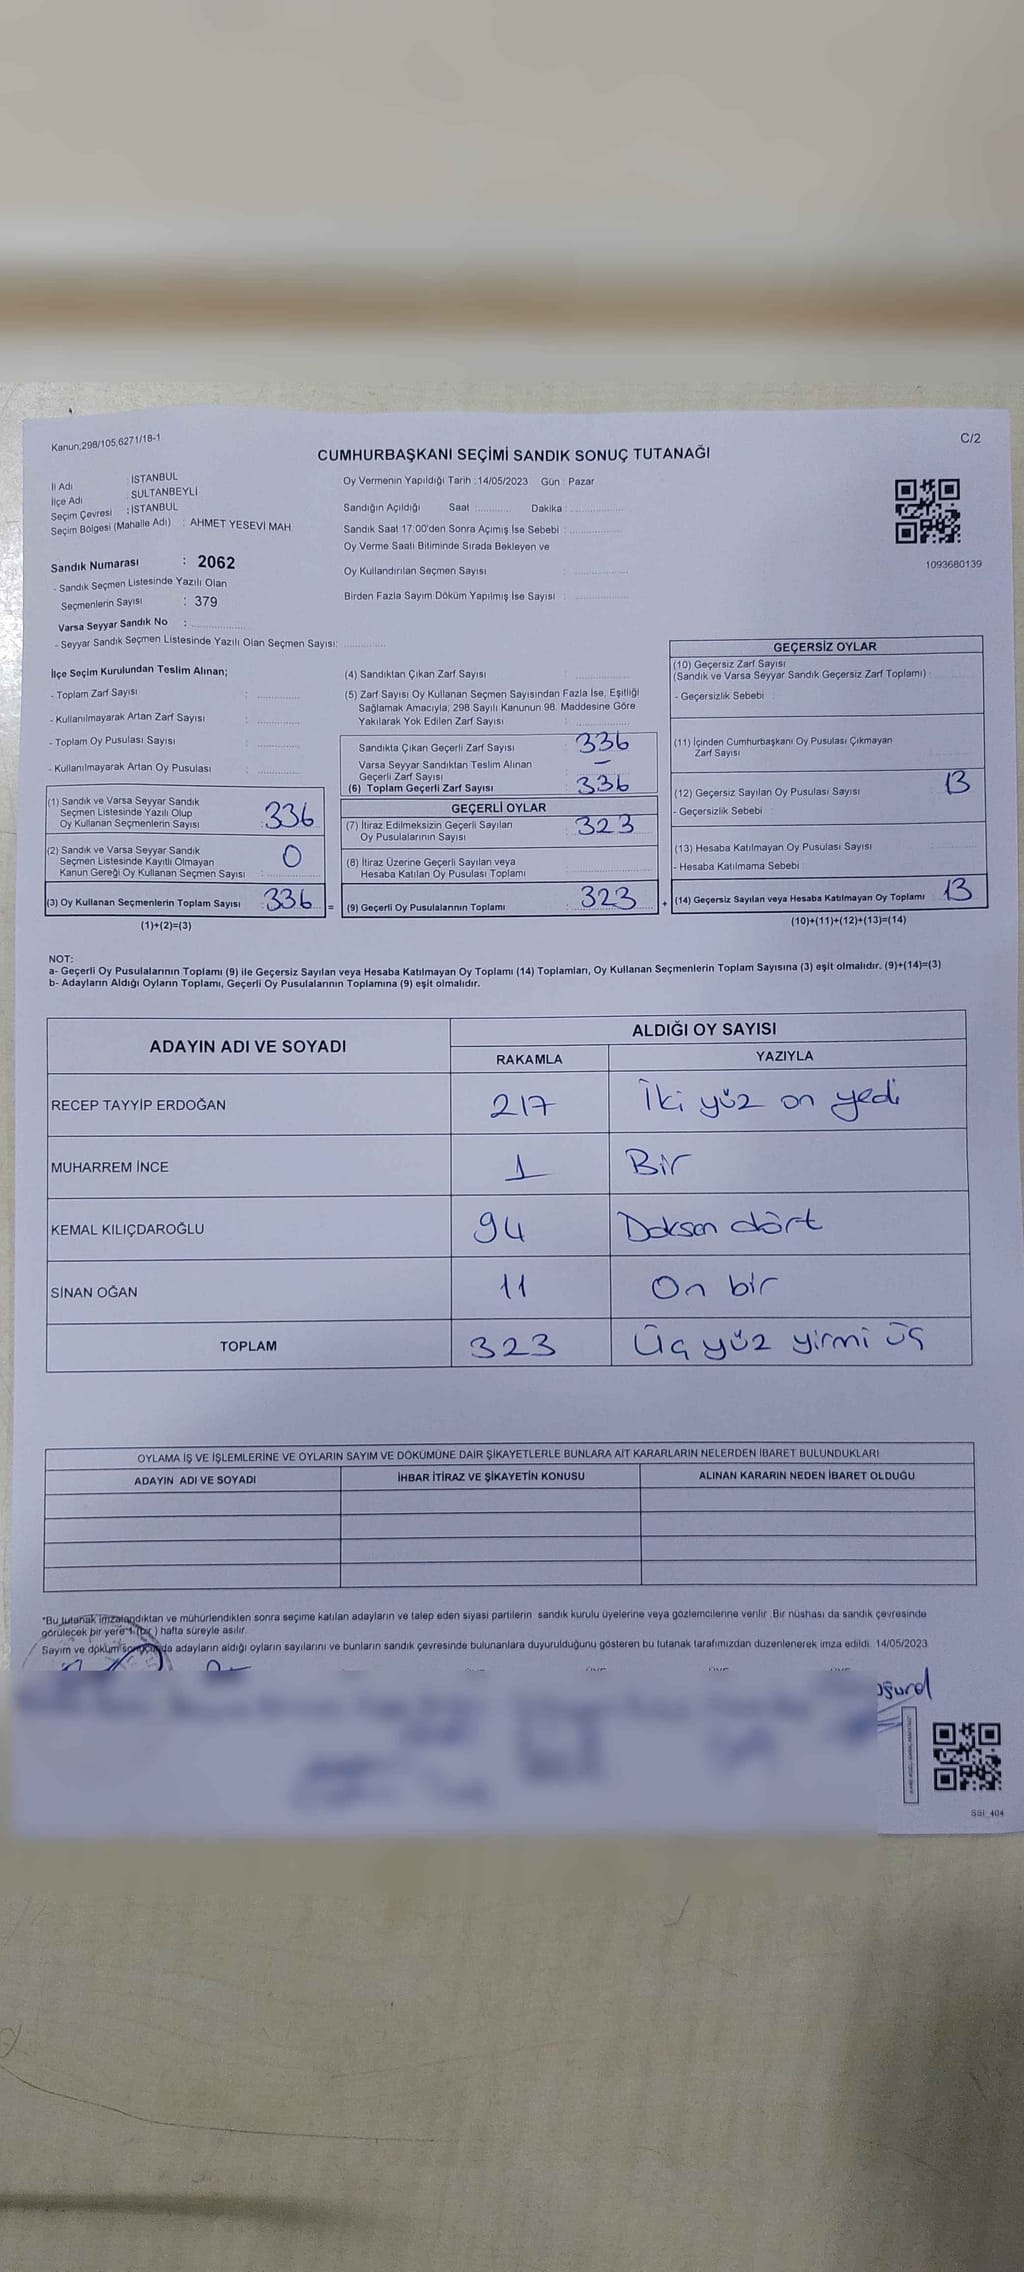 Kanun;298/105,6271/18-1
C/2
CUMHURBAŞKANI SEÇİMİ SANDIK SONUÇ TUTANAĞI
İl Adı : İSTANBUL
İlçe Adı : SULTANBEYLİ
Seçim Çevresi : İSTANBUL
Seçim Bölgesi (Mahalle Adı) : AHMET YESEVİ MAH.
Sandık Numarası : 2062
- Sandık Seçmen Listesinde Yazılı Olan
Seçmenlerin Sayısı : 379
Varsa Seyyar Sandık No :
- Seyyar Sandık Seçmen Listesinde Yazılı Olan Seçmen Sayısı:
Oy Vermenin Yapıldığı Tarih : 14/05/2023 Gün : Pazar
Sandığın Açıldığı Saat Dakika :
Sandık Saat 17.00'den Sonra Açımış İse Sebebi :
Oy Verme Saati Bitiminde Sırada Bekleyen ve
Oy Kullandırılan Seçmen Sayısı :
Birden Fazla Sayım Döküm Yapılmış İse Sayısı :
1093680139
İlçe Seçim Kurulundan Teslim Alınan;
- Toplam Zarf Sayısı :
- Kullanılmayarak Artan Zarf Sayısı :
- Toplam Oy Pusulası Sayısı :
- Kullanılmayarak Artan Oy Pusulası :
(1) Sandık ve Varsa Seyyar Sandık
Seçmen Listesinde Yazılı Olup
Oy Kullanan Seçmenlerin Sayısı : 336
(2) Sandık ve Varsa Seyyar Sandık
Seçmen Listesinde Kayıtlı Olmayan
Kanun Gereği Oy Kullanan Seçmen Sayısı : 0
(3) Oy Kullanan Seçmenlerin Toplam Sayısı : 336 =
(1)+(2)=(3)
(4) Sandıktan Çıkan Zarf Sayısı :
(5) Zarf Sayısı Oy Kullanan Seçmen Sayısından Fazla İse, Eşitliği
Sağlamak Amacıyla; 298 Sayılı Kanunun 98. Maddesine Göre
Yakılarak Yok Edilen Zarf Sayısı :
Sandıkta Çıkan Geçerli Zarf Sayısı : 336
Varsa Seyyar Sandıktan Teslim Alınan
Geçerli Zarf Sayısı : –
(6) Toplam Geçerli Zarf Sayısı : 336
GEÇERLİ OYLAR
(7) İtiraz Edilmeksizin Geçerli Sayılan
Oy Pusulalarının Sayısı : 323
(8) İtiraz Üzerine Geçerli Sayılan veya
Hesaba Katılan Oy Pusulası Toplamı :
(9) Geçerli Oy Pusulalarının Toplamı : 323 +
GEÇERSİZ OYLAR
(10) Geçersiz Zarf Sayısı
(Sandık ve Varsa Seyyar Sandık Geçersiz Zarf Toplamı) :
- Geçersizlik Sebebi :
(11) İçinden Cumhurbaşkanı Oy Pusulası Çıkmayan
Zarf Sayısı
(12) Geçersiz Sayılan Oy Pusulası Sayısı 13
- Geçersizlik Sebebi :
(13) Hesaba Katılmayan Oy Pusulası Sayısı
- Hesaba Katılmama Sebebi :
(14) Geçersiz Sayılan veya Hesaba Katılmayan Oy Toplamı 13
(10)+(11)+(12)+(13)=(14)
NOT:
a- Geçerli Oy Pusulalarının Toplamı (9) ile Geçersiz Sayılan veya Hesaba Katılmayan Oy Toplamı (14) Toplamları, Oy Kullanan Seçmenlerin Toplam Sayısına (3) eşit olmalıdır. (9)+(14)=(3)
b- Adayların Aldığı Oyların Toplamı, Geçerli Oy Pusulalarının Toplamına (9) eşit olmalıdır.
ADAYIN ADI VE SOYADI
ALDIĞI OY SAYISI
RAKAMLA YAZIYLA
RECEP TAYYİP ERDOĞAN 217 İki yüz on yedi
MUHARREM İNCE 1 Bir
KEMAL KILIÇDAROĞLU 94 Doksan dört
SİNAN OĞAN 11 On bir
TOPLAM 323 Üç yüz yirmi üç
OYLAMA İŞ VE İŞLEMLERİNE VE OYLARIN SAYIM VE DÖKÜMÜNE DAİR ŞİKAYETLERLE BUNLARA AİT KARARLARIN NELERDEN İBARET BULUNDUKLARI
ADAYIN ADI VE SOYADI İHBAR İTİRAZ VE ŞİKAYETİN KONUSU ALINAN KARARIN NEDEN İBARET OLDUĞU
*Bu tutanak imzalandıktan ve mühürlendikten sonra seçime katılan adayların ve talep eden siyasi partilerin sandık kurulu üyelerine veya gözlemcilerine verilir. Bir nüshası da sandık çevresinde
görülecek bir yere 1 (bir) hafta süreyle asılır.
Sayım ve döküm sonucunda adayların aldığı oyların sayılarını ve bunların sandık çevresinde bulunanlara duyurulduğunu gösteren bu tutanak tarafımızdan düzenlenerek imza edildi. 14/05/2023
SSI_404